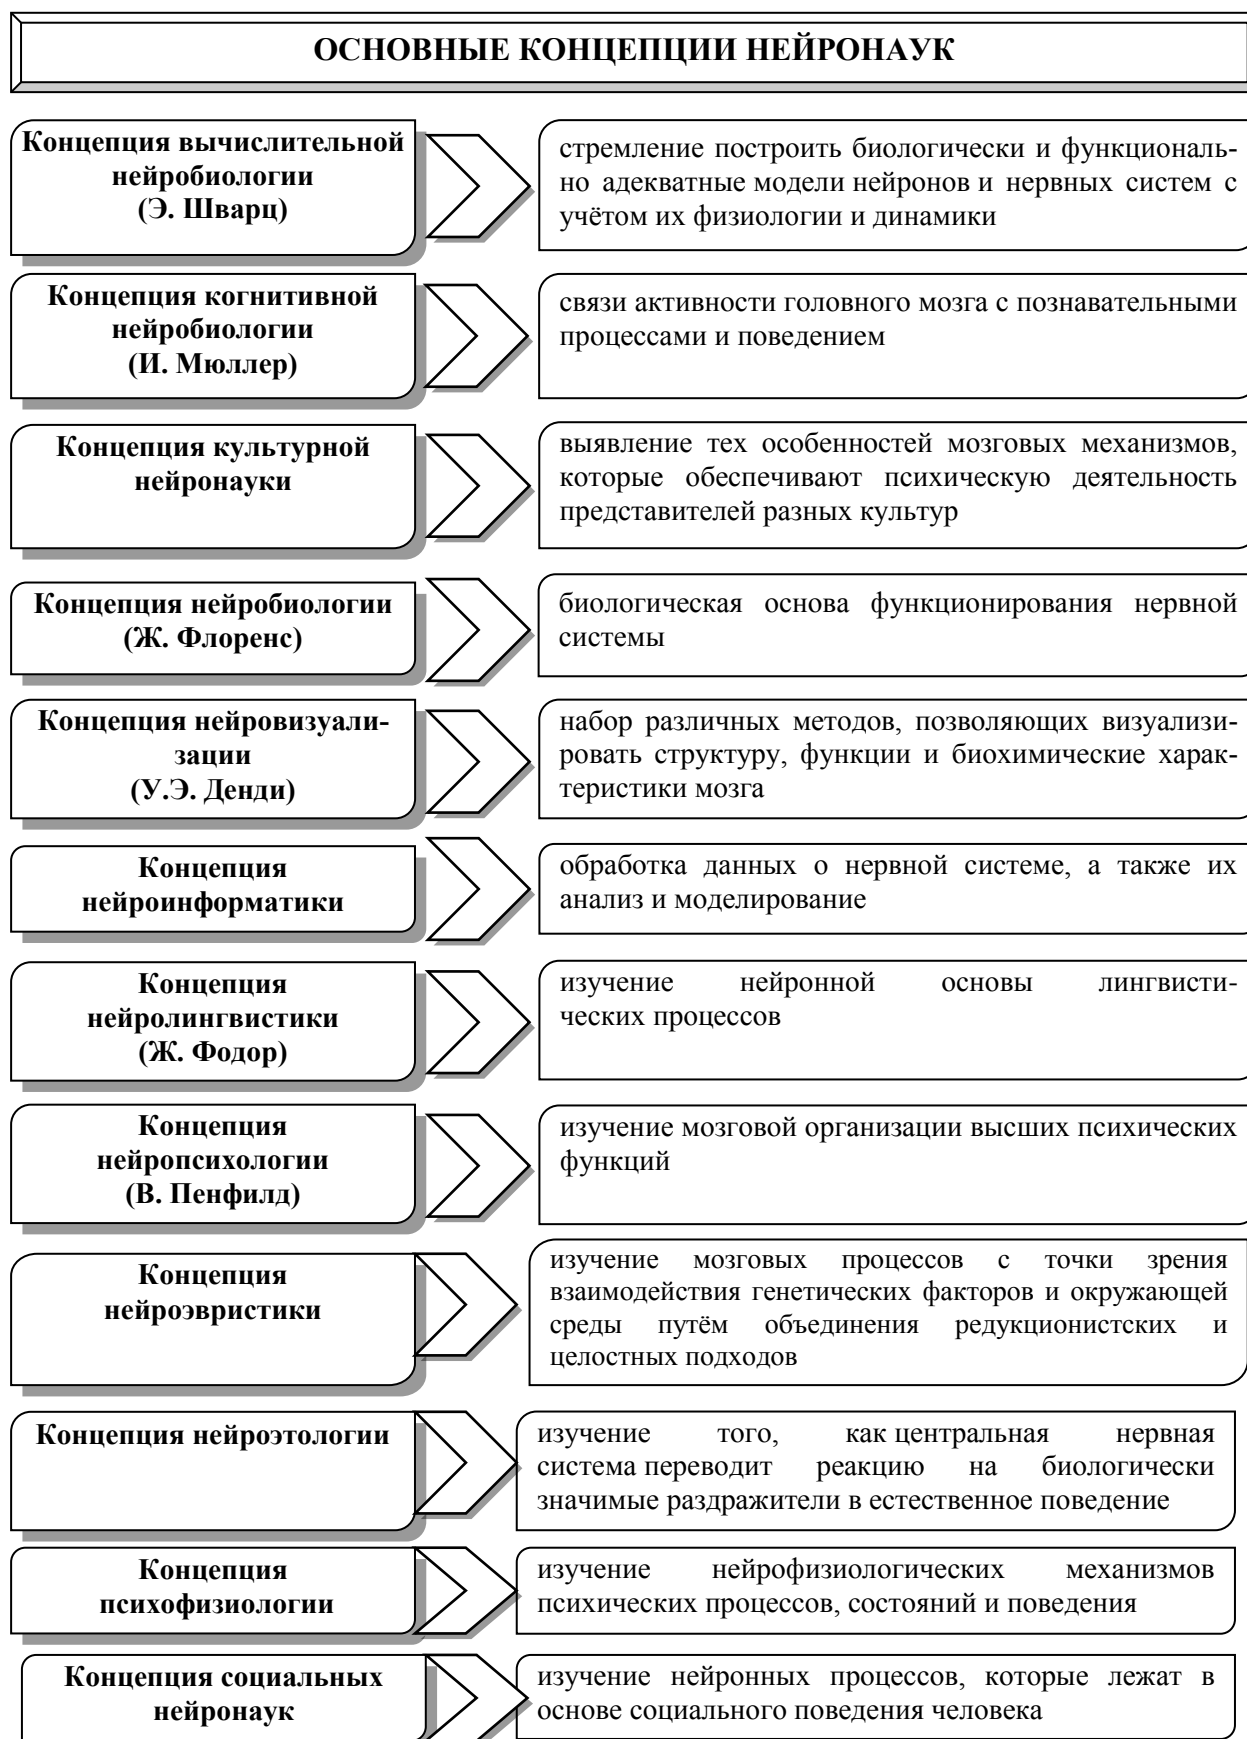 ОСНОВНЫЕ КОНЦЕПЦИИ НЕЙРОНАУК
Концепция вычислительной
нейробиологии
(Э. Шварц)
стремление построить биологически и функциональ-
но адекватные модели нейронов и нервных систем с
учётом их физиологии и динамики
Концепция когнитивной
нейробиологии
(И. Мюллер)
связи активности головного мозга с познавательными
процессами и поведением
Концепция культурной
нейронауки
выявление тех особенностей мозговых механизмов,
которые обеспечивают психическую деятельность
представителей разных культур
Концепция нейробиологии
(Ж. Флоренс)
биологическая основа функционирования нервной
системы
Концепция нейровизуали-
зации
(У.Э. Денди)
набор различных методов, позволяющих визуализи-
ровать структуру, функции и биохимические харак-
теристики мозга
Концепция
нейроинформатики
обработка данных о нервной системе, а также их
анализ и моделирование
Концепция
нейролингвистики
(Ж. Фодор)
изучение нейронной основы лингвисти-
ческих процессов
Концепция
нейропсихологии
(В. Пенфилд)
изучение мозговой организации высших психических
функций
Концепция
нейроэвристики
изучение мозговых процессов с точки зрения
взаимодействия генетических факторов и окружающей
среды путём объединения редукционистских и
целостных подходов
Концепция нейроэтологии
изучение того, как центральная нервная
система переводит реакцию на биологически
значимые раздражители в естественное поведение
Концепция
психофизиологии
изучение нейрофизиологических механизмов
психических процессов, состояний и поведения
Концепция социальных
нейронаук
изучение нейронных процессов, которые лежат в
основе социального поведения человека